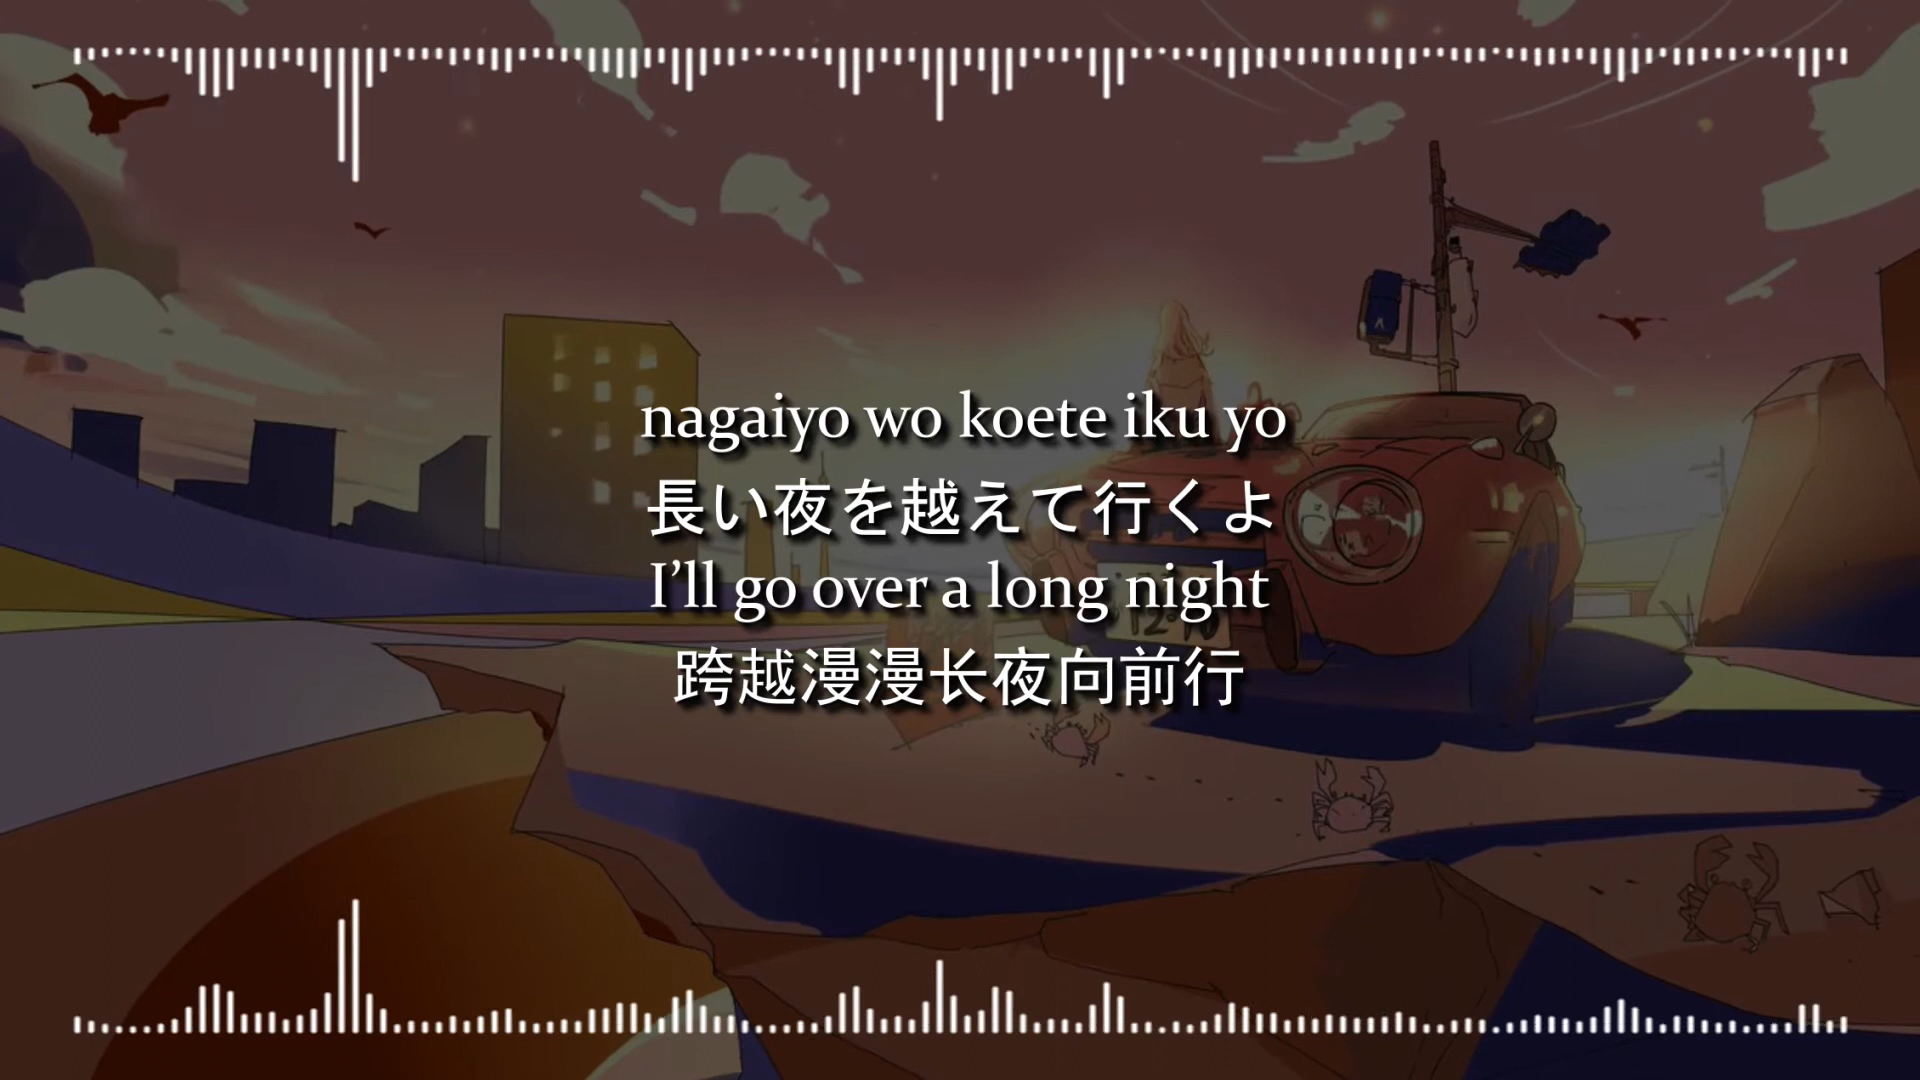 nagaiyo wo koete iku yo
長い夜を越えて行くよ
I’ll go over a long night
跨越漫漫长夜向前行